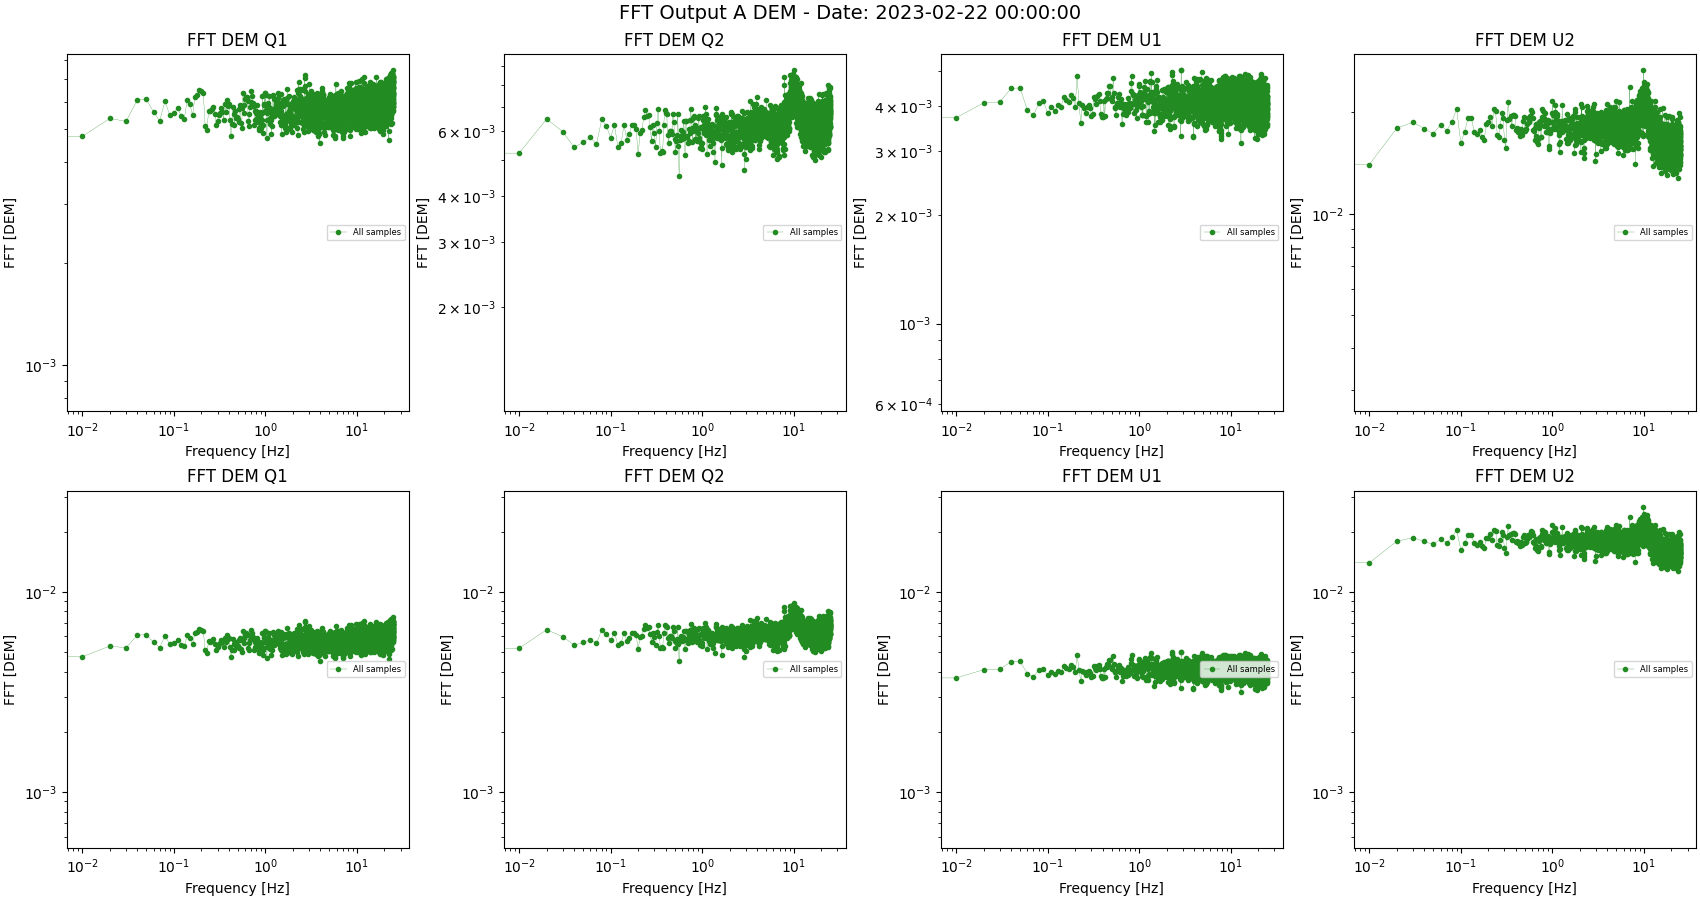 FFT Output A DEM - Date: 2023-02-22 00:00:00
FFT DEM Q1
FFT DEM Q2
FFT DEM U1
FFT DEM U2
FFT [DEM]
10⁻³
All samples
10⁻² 10⁻¹ 10⁰ 10¹
Frequency [Hz]
FFT [DEM]
6 × 10⁻³
4 × 10⁻³
3 × 10⁻³
2 × 10⁻³
All samples
10⁻² 10⁻¹ 10⁰ 10¹
Frequency [Hz]
FFT [DEM]
4 × 10⁻³
3 × 10⁻³
2 × 10⁻³
10⁻³
6 × 10⁻⁴
All samples
10⁻² 10⁻¹ 10⁰ 10¹
Frequency [Hz]
FFT [DEM]
10⁻²
All samples
10⁻² 10⁻¹ 10⁰ 10¹
Frequency [Hz]
FFT DEM Q1
FFT DEM Q2
FFT DEM U1
FFT DEM U2
FFT [DEM]
10⁻²
10⁻³
All samples
10⁻² 10⁻¹ 10⁰ 10¹
Frequency [Hz]
FFT [DEM]
10⁻²
10⁻³
All samples
10⁻² 10⁻¹ 10⁰ 10¹
Frequency [Hz]
FFT [DEM]
10⁻²
10⁻³
All samples
10⁻² 10⁻¹ 10⁰ 10¹
Frequency [Hz]
FFT [DEM]
10⁻²
10⁻³
All samples
10⁻² 10⁻¹ 10⁰ 10¹
Frequency [Hz]